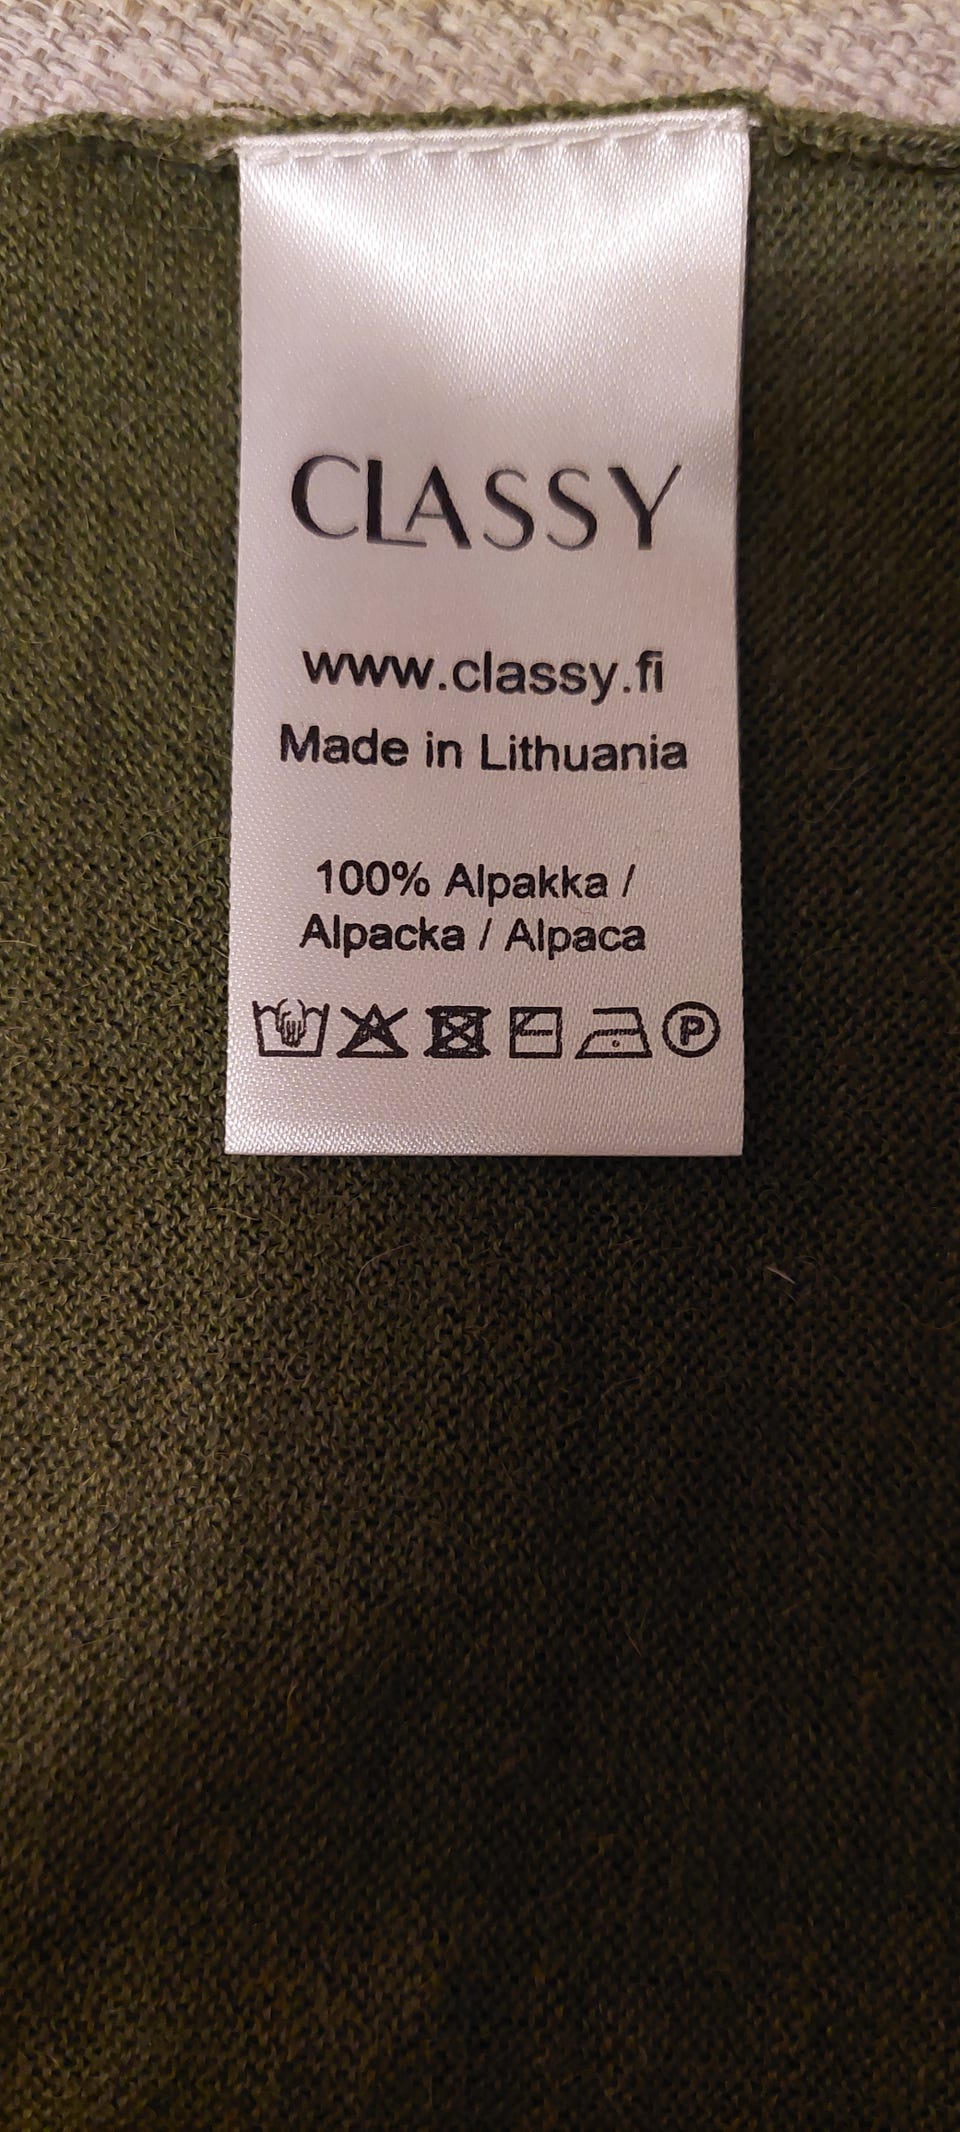 CLASSY
www.classy.fi
Made in Lithuania
100% Alpakka /
Alpacka / Alpaca
P